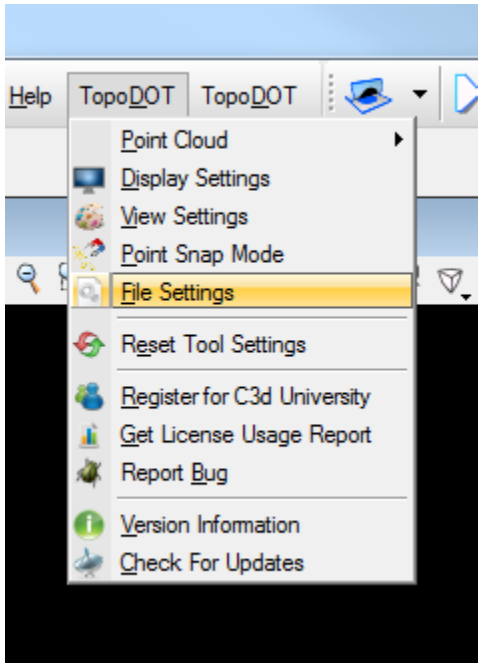 Help TopoDOT TopoDOT
Point Cloud
Display Settings
View Settings
Point Snap Mode
File Settings
Reset Tool Settings
Register for C3d University
Get License Usage Report
Report Bug
Version Information
Check For Updates